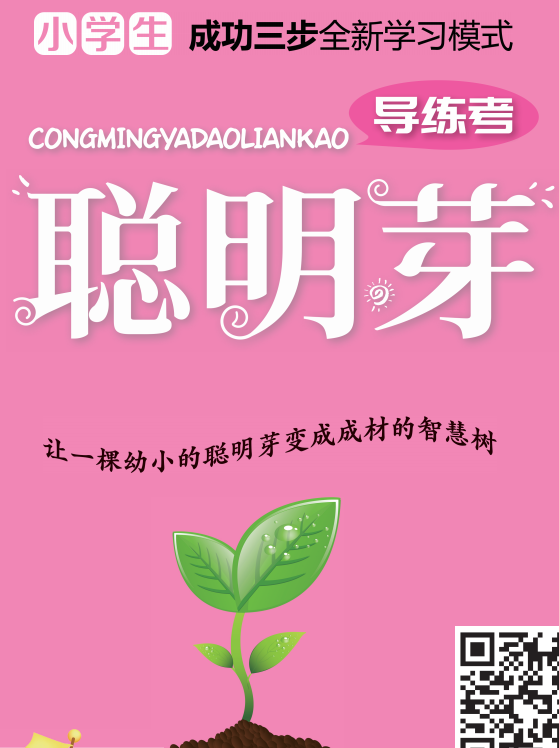 小学生 成功三步全新学习模式
导练考
CONGMINGYADAOLIANKAO
聪明芽
让一棵幼小的聪明芽变成成材的智慧树